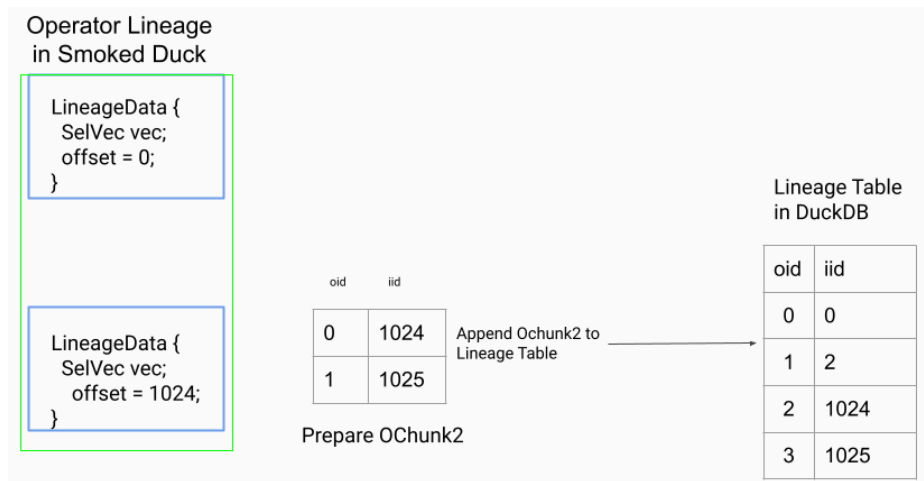 Operator Lineage
in Smoked Duck
LineageData {
SelVec vec;
offset = 0;
}
LineageData {
SelVec vec;
offset = 1024;
}
oid iid
0 1024
1 1025
Prepare OChunk2
Append Ochunk2 to
Lineage Table
Lineage Table
in DuckDB
oid iid
0 0
1 2
2 1024
3 1025